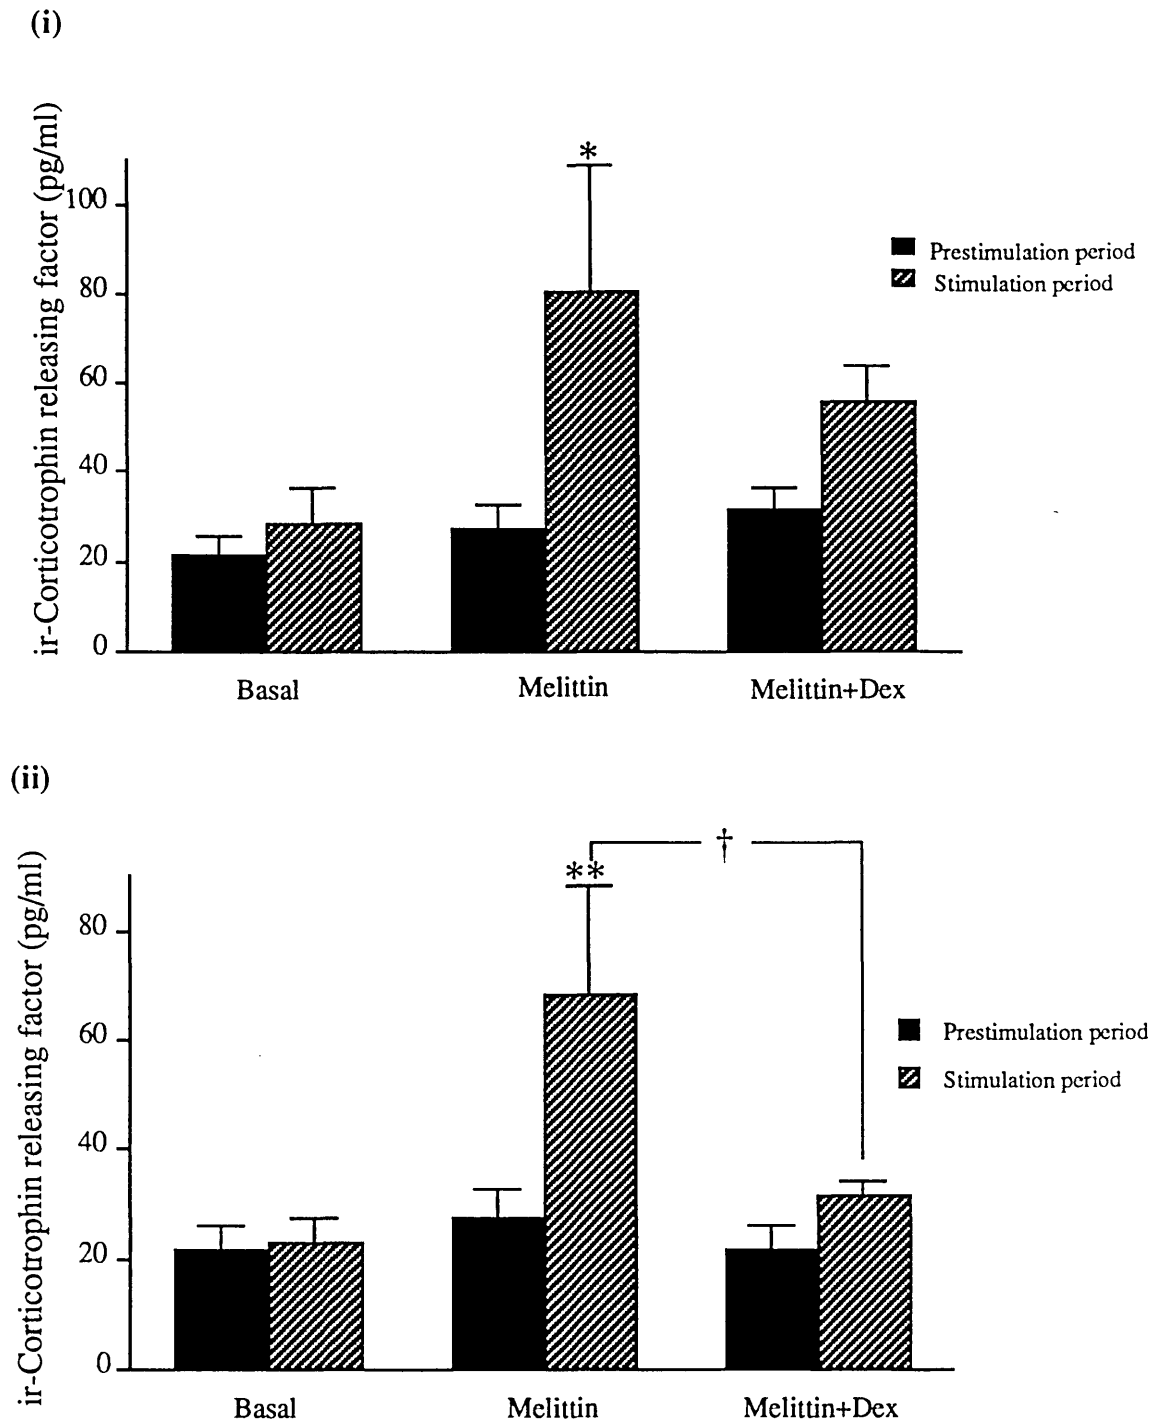 (i)
ir-Corticotrophin releasing factor (pg/ml)
100
80
60
40
20
0
*
Prestimulation period
Stimulation period
Basal
Melittin
Melittin+Dex
(ii)
ir-Corticotrophin releasing factor (pg/ml)
80
60
40
20
0
†
**
Prestimulation period
Stimulation period
Basal
Melittin
Melittin+Dex